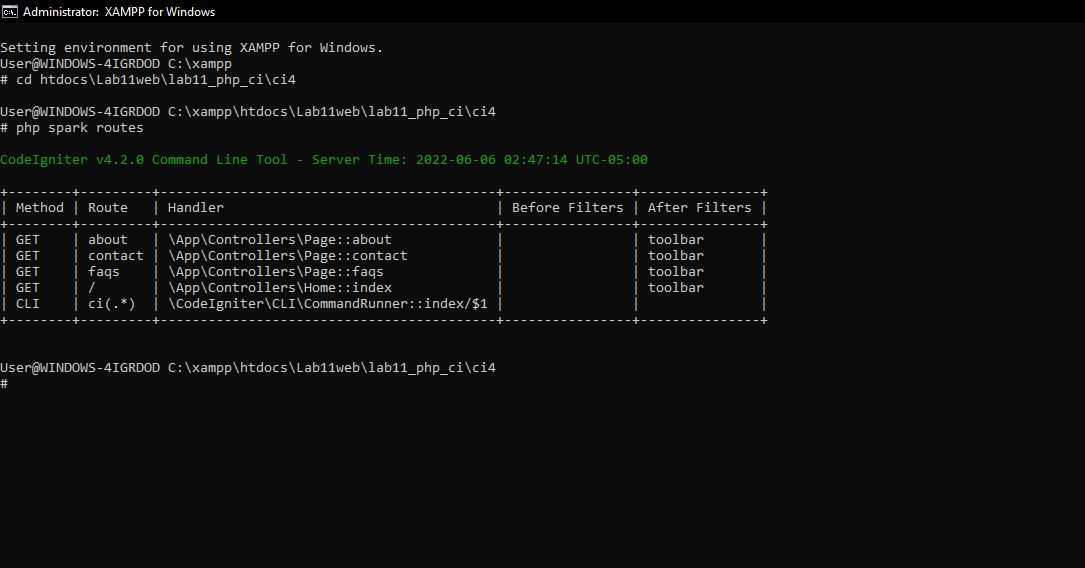 Administrator: XAMPP for Windows
Setting environment for using XAMPP for Windows.
User@WINDOWS-4IGRDOD C:\xampp
# cd htdocs\Lab11web\lab11_php_ci\ci4
User@WINDOWS-4IGRDOD C:\xampp\htdocs\Lab11web\lab11_php_ci\ci4
# php spark routes
CodeIgniter v4.2.0 Command Line Tool - Server Time: 2022-06-06 02:47:14 UTC-05:00
+--------+---------+------------------------------------------+----------------+---------------+
| Method | Route   | Handler                                  | Before Filters | After Filters |
+--------+---------+------------------------------------------+----------------+---------------+
| GET    | about   | \App\Controllers\Page::about             |                | toolbar       |
| GET    | contact | \App\Controllers\Page::contact           |                | toolbar       |
| GET    | faqs    | \App\Controllers\Page::faqs              |                | toolbar       |
| GET    | /       | \App\Controllers\Home::index             |                | toolbar       |
| CLI    | ci(.*)  | \CodeIgniter\CLI\CommandRunner::index/$1 |                |               |
+--------+---------+------------------------------------------+----------------+---------------+
User@WINDOWS-4IGRDOD C:\xampp\htdocs\Lab11web\lab11_php_ci\ci4
#